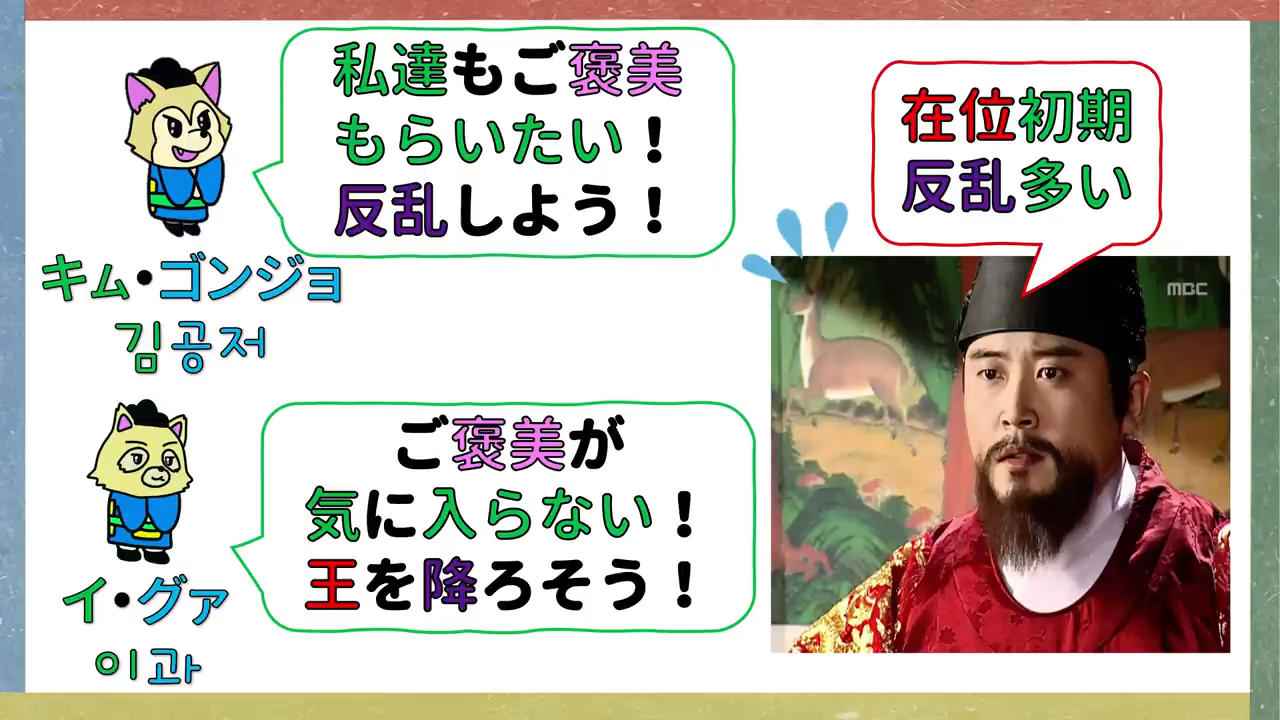 私達もご褒美
もらいたい！
反乱しよう！
キム・ゴンジョ
김공저
在位初期
反乱多い
MBC
ご褒美が
気に入らない！
王を降ろそう！
イ・グァ
이과